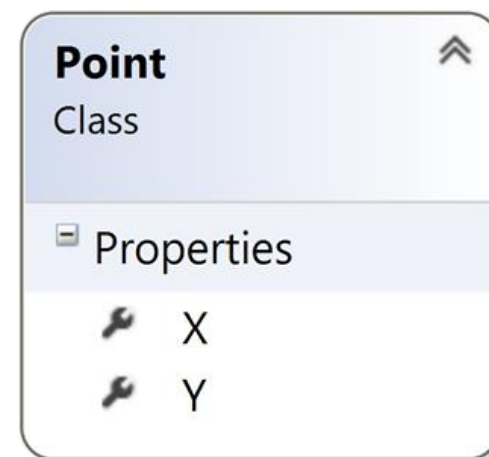 Point
Class
Properties
X
Y